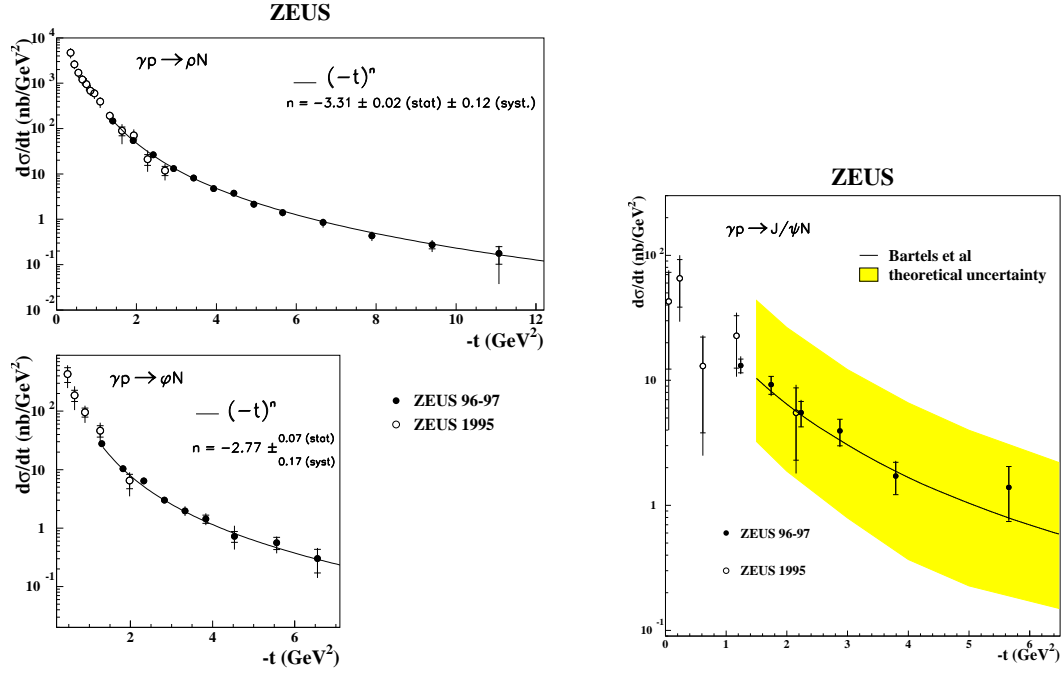 ZEUS
dσ/dt (nb/GeV²)
10⁴
10³
10²
10
1
10⁻¹
10⁻²
γp → ρN
(−t)ⁿ
n = −3.31 ± 0.02 (stat) ± 0.12 (syst.)
0 2 4 6 8 10 12
-t (GeV²)
dσ/dt (nb/GeV²)
10²
10
1
10⁻¹
γp → φN
(−t)ⁿ
n = −2.77 ± 0.07 (stat) 0.17 (syst)
2 4 6
-t (GeV²)
ZEUS 96-97
ZEUS 1995
ZEUS
dσ/dt (nb/GeV²)
10²
10
1
10⁻¹
γp → J/ψN
Bartels et al
theoretical uncertainty
ZEUS 96-97
ZEUS 1995
0 1 2 3 4 5 6
-t (GeV²)